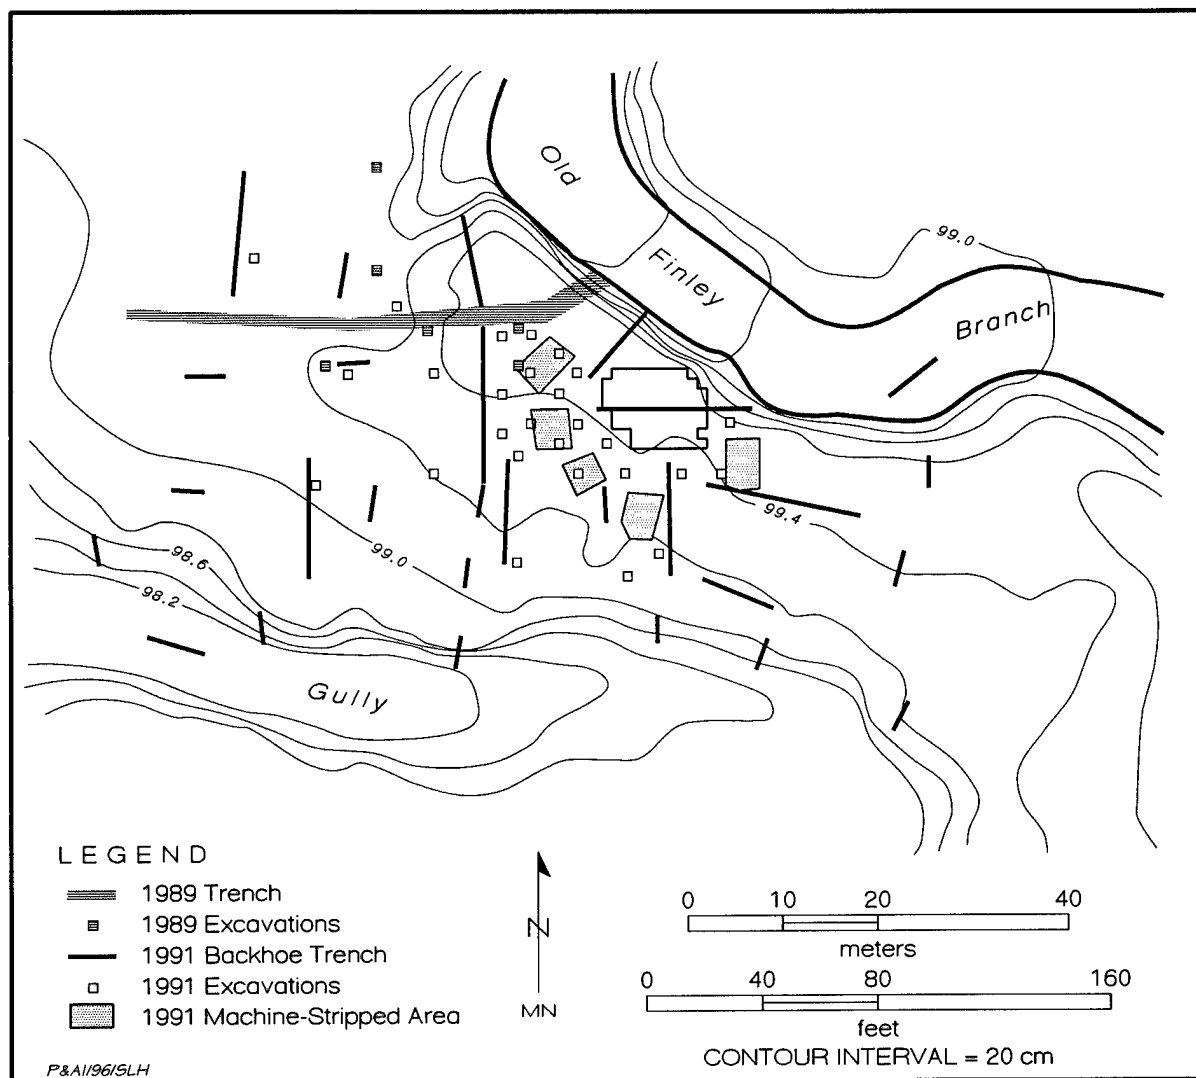 Old
Finley
Branch
99.0
99.4
99.0
98.6
98.2
Gully
LEGEND
1989 Trench
1989 Excavations
1991 Backhoe Trench
1991 Excavations
1991 Machine-Stripped Area
N
MN
0 10 20 40
meters
0 40 80 160
feet
CONTOUR INTERVAL = 20 cm
P&AI/96/SLH